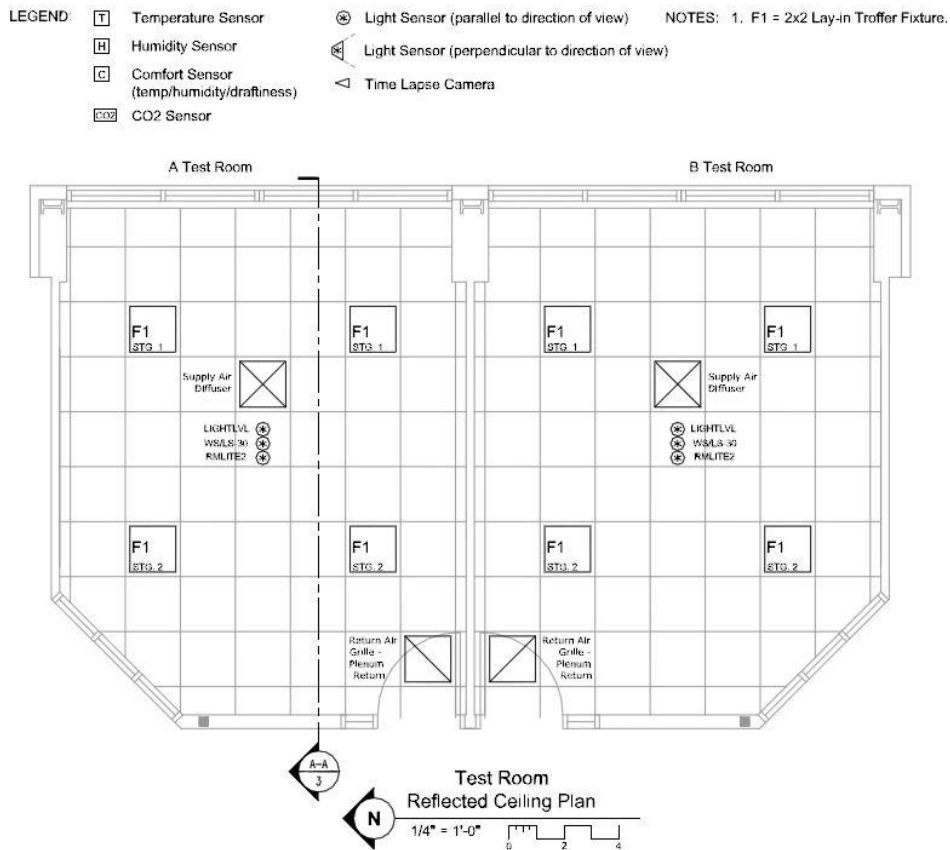 LEGEND:
T Temperature Sensor
H Humidity Sensor
C Comfort Sensor
(temp/humidity/draftiness)
CO2 CO2 Sensor
Light Sensor (parallel to direction of view)
Light Sensor (perpendicular to direction of view)
Time Lapse Camera
NOTES: 1. F1 = 2x2 Lay-in Troffer Fixture.
A Test Room
B Test Room
F1
STG. 1
F1
STG. 1
F1
STG. 1
F1
STG. 1
Supply Air
Diffuser
Supply Air
Diffuser
LIGHTLVL
WS/LS-30
RMLITE2
LIGHTLVL
WS/LS-30
RMLITE2
F1
STG. 2
F1
STG. 2
F1
STG. 2
F1
STG. 2
Return Air
Grille -
Plenum
Return
Return Air
Grille -
Plenum
Return
A-A
3
Test Room
Reflected Ceiling Plan
N
1/4" = 1'-0"
0 2 4